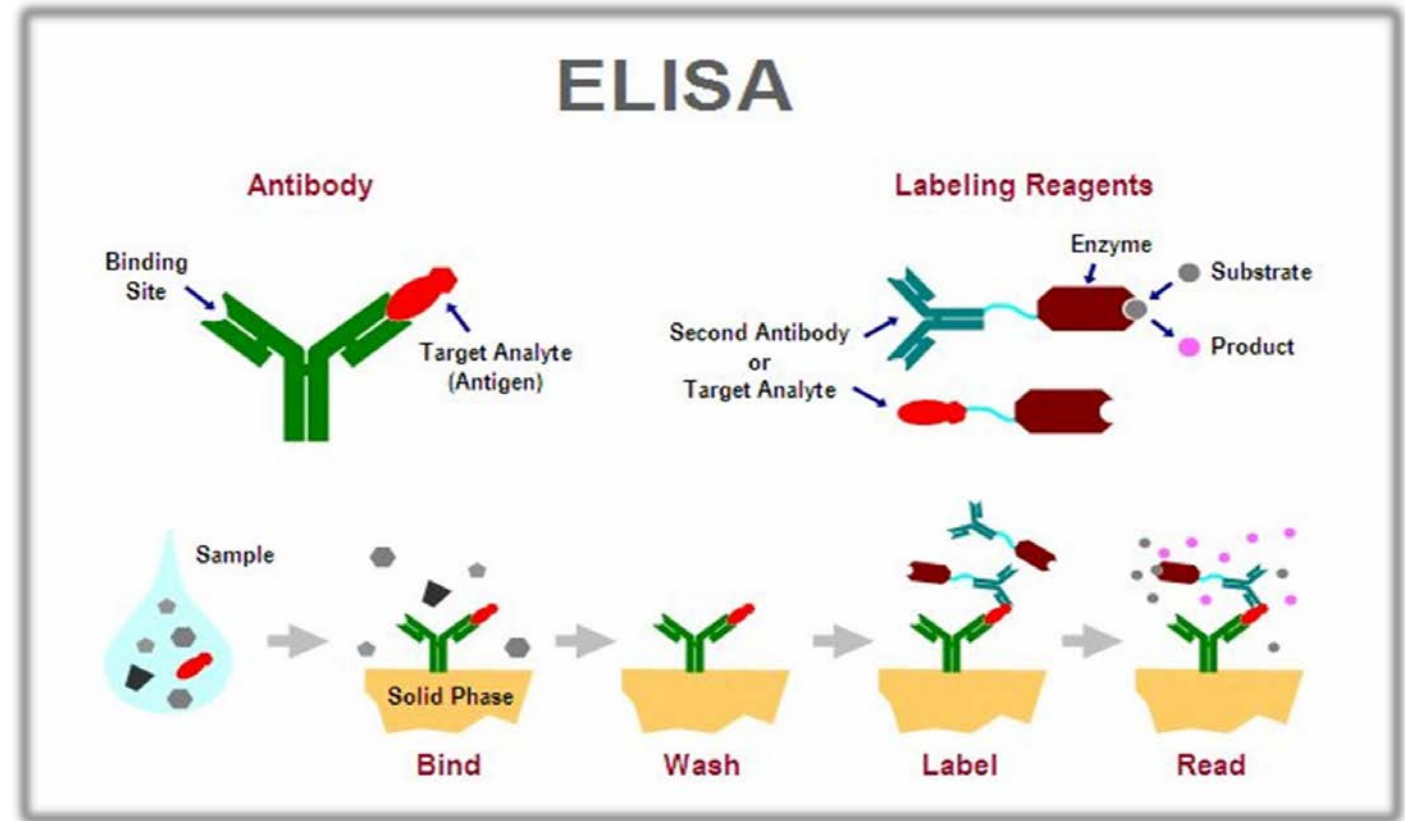 ELISA
Antibody
Labeling Reagents
Binding
Site
Target Analyte
(Antigen)
Enzyme
Substrate
Product
Second Antibody
or
Target Analyte
Sample
Solid Phase
Bind
Wash
Label
Read